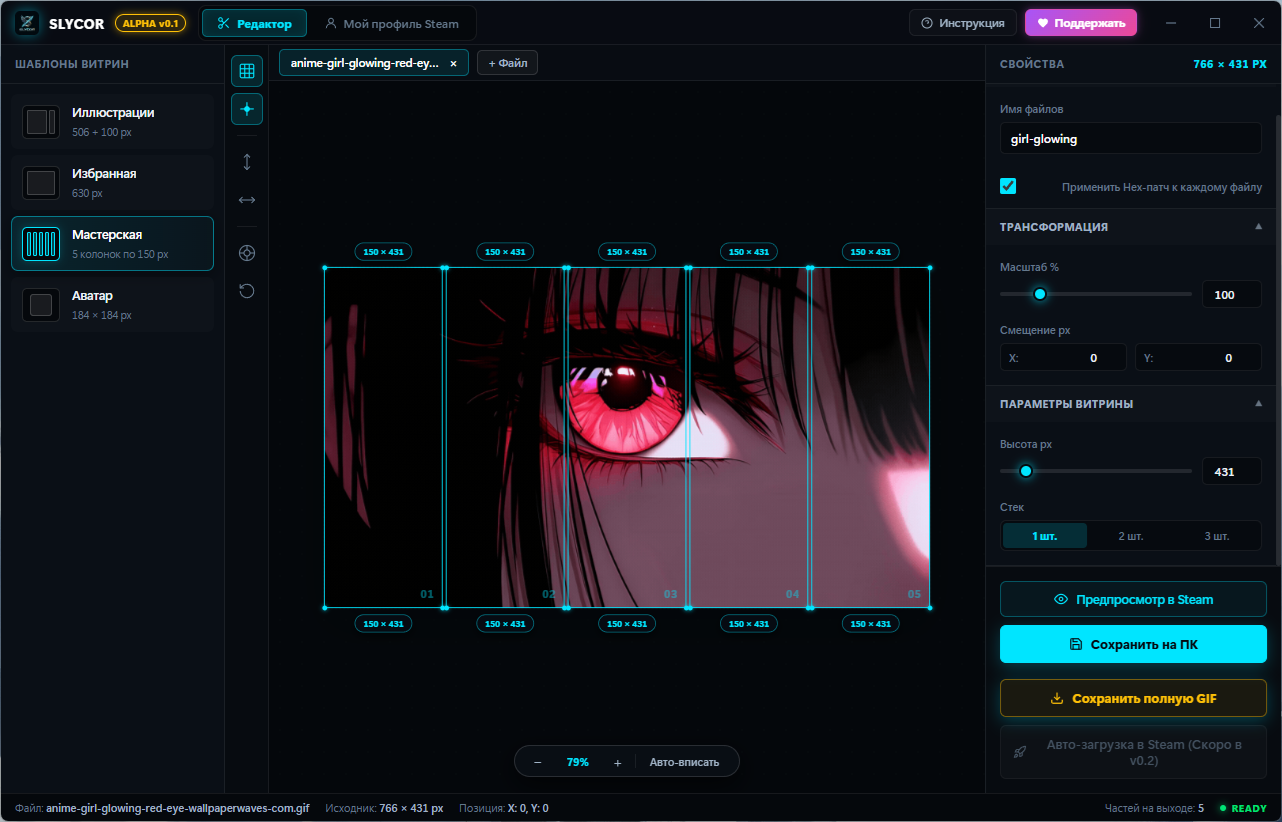 SLYCOR
ALPHA v0.1
Редактор
Мой профиль Steam
Инструкция
Поддержать
ШАБЛОНЫ ВИТРИН
Иллюстрации
506 + 100 px
Избранная
630 px
Мастерская
5 колонок по 150 px
Аватар
184 × 184 px
anime-girl-glowing-red-ey... ×
+ Файл
150 × 431
150 × 431
150 × 431
150 × 431
150 × 431
01
02
03
04
05
150 × 431
150 × 431
150 × 431
150 × 431
150 × 431
− 79% + Авто-вписать
СВОЙСТВА
766 × 431 PX
Имя файлов
girl-glowing
Применить Hex-патч к каждому файлу
ТРАНСФОРМАЦИЯ
Масштаб %
100
Смещение px
X: 0
Y: 0
ПАРАМЕТРЫ ВИТРИНЫ
Высота px
431
Стек
1 шт.
2 шт.
3 шт.
Предпросмотр в Steam
Сохранить на ПК
Сохранить полную GIF
Авто-загрузка в Steam (Скоро в
v0.2)
Файл: anime-girl-glowing-red-eye-wallpaperwaves-com.gif
Исходник: 766 × 431 px
Позиция: X: 0, Y: 0
Частей на выходе: 5
READY